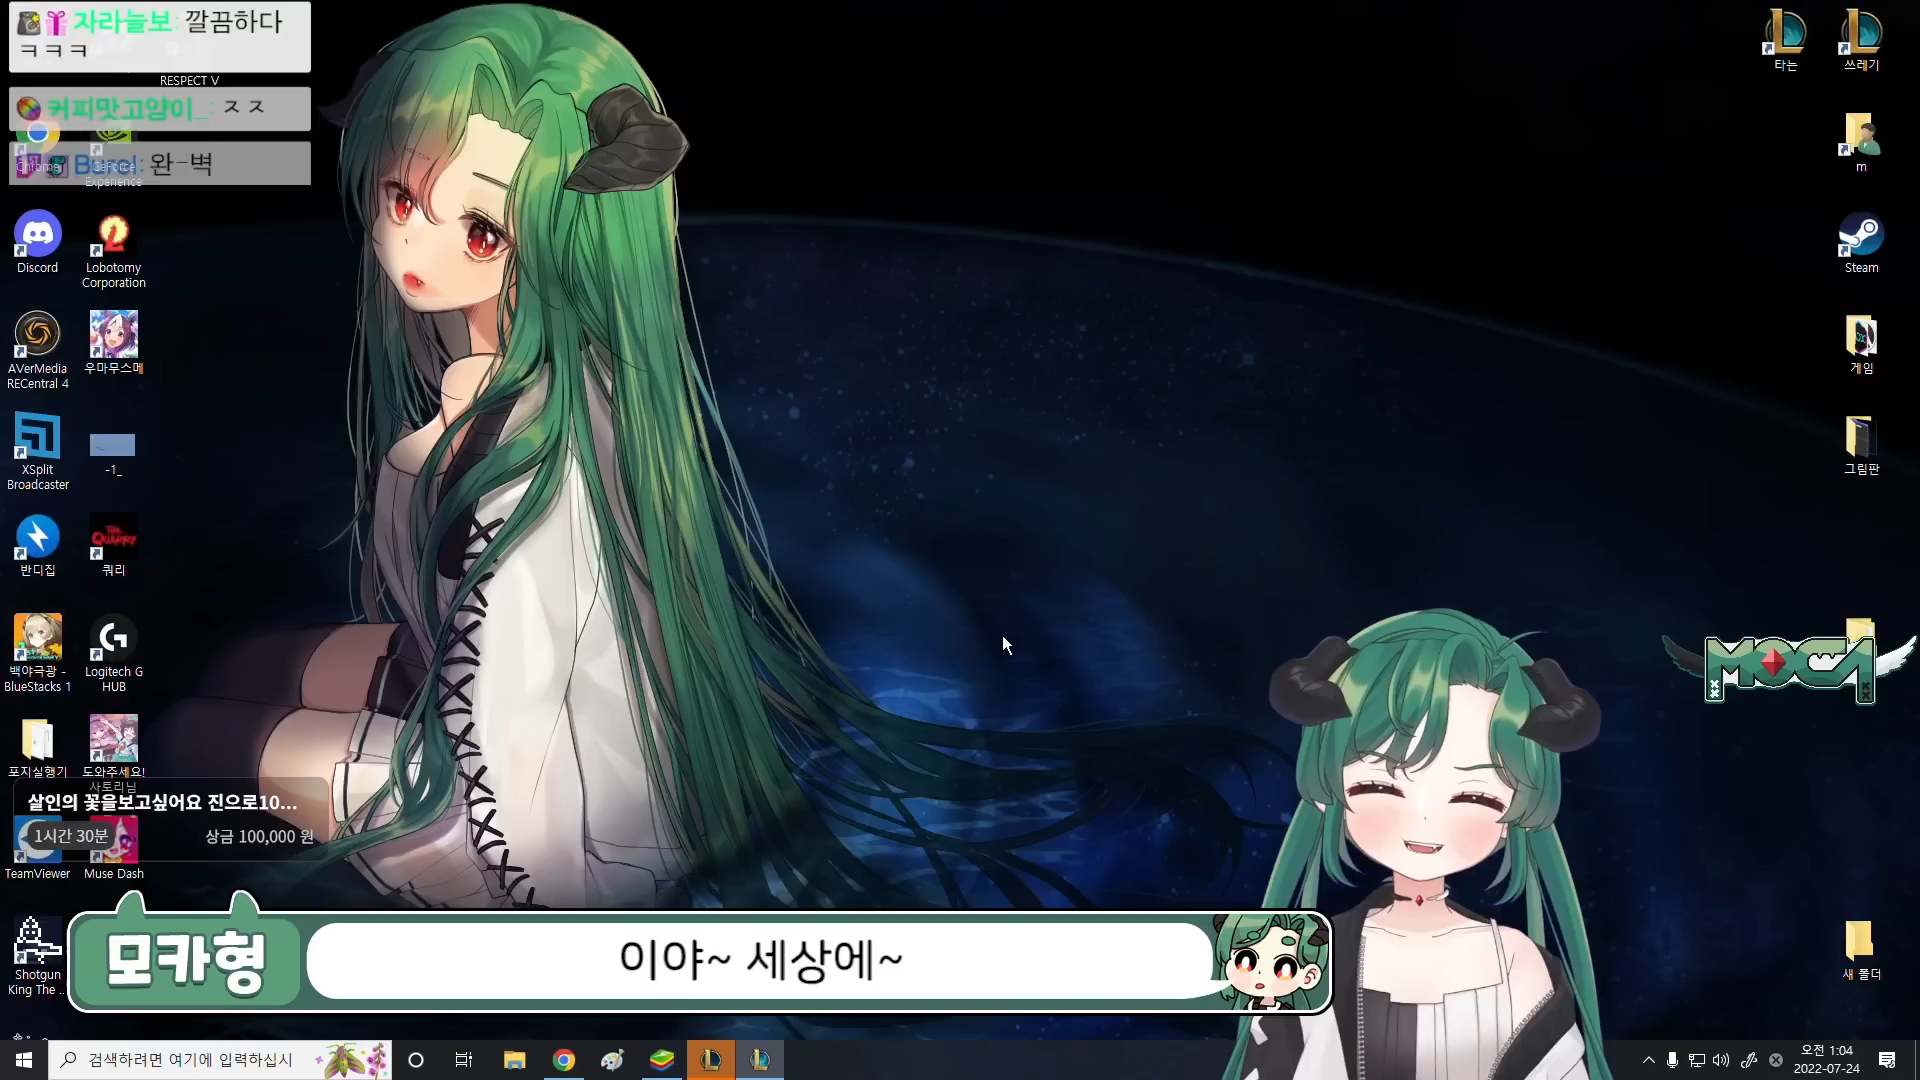 자라늘보: 깔끔하다
ㅋㅋㅋ
RESPECT V
커피맛고양이_: ㅈㅈ
Burol: 완-벽
Chrome
GeForce
Experience
Discord
Lobotomy
Corporation
AVerMedia
RECentral 4
우마무스메
XSplit
Broadcaster
-1_
반디집
THE
QUARRY
쿼리
백야극광 -
BlueStacks 1
Logitech G
HUB
포지실행기
도와주세요!
사토리님
살인의 꽃을보고싶어요 진으로10...
1시간 30분
상금 100,000 원
TeamViewer
Muse Dash
Shotgun
King The ...
타는
쓰레기
m
Steam
게임
그림판
MOCA
새 폴더
모카형
이야~ 세상에~
검색하려면 여기에 입력하십시
오전 1:04
2022-07-24